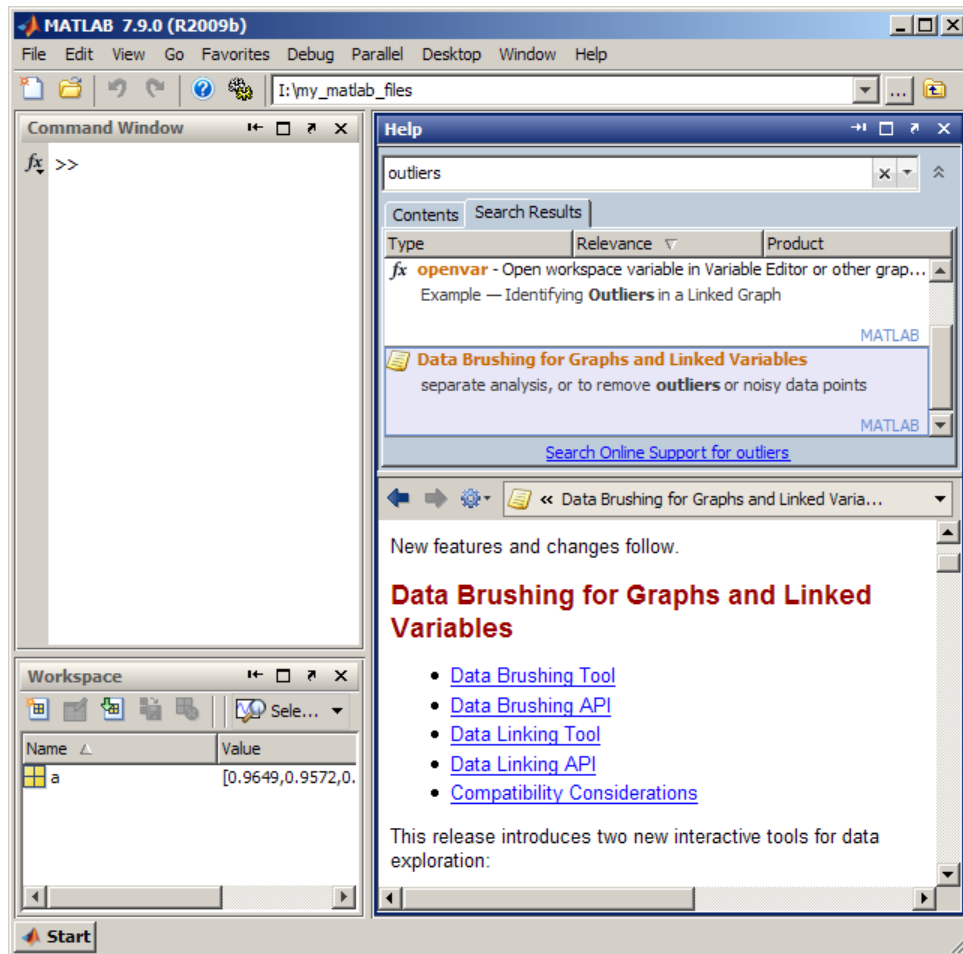 MATLAB 7.9.0 (R2009b)
File Edit View Go Favorites Debug Parallel Desktop Window Help
I:\my_matlab_files
...
Command Window
fx >>
Workspace
Sele...
Name Value
a [0.9649,0.9572,0.
Help
outliers
Contents Search Results
Type Relevance Product
fx openvar - Open workspace variable in Variable Editor or other grap...
Example — Identifying Outliers in a Linked Graph
MATLAB
Data Brushing for Graphs and Linked Variables
separate analysis, or to remove outliers or noisy data points
MATLAB
Search Online Support for outliers
« Data Brushing for Graphs and Linked Varia...
New features and changes follow.
Data Brushing for Graphs and Linked
Variables
• Data Brushing Tool
• Data Brushing API
• Data Linking Tool
• Data Linking API
• Compatibility Considerations
This release introduces two new interactive tools for data
exploration:
Start